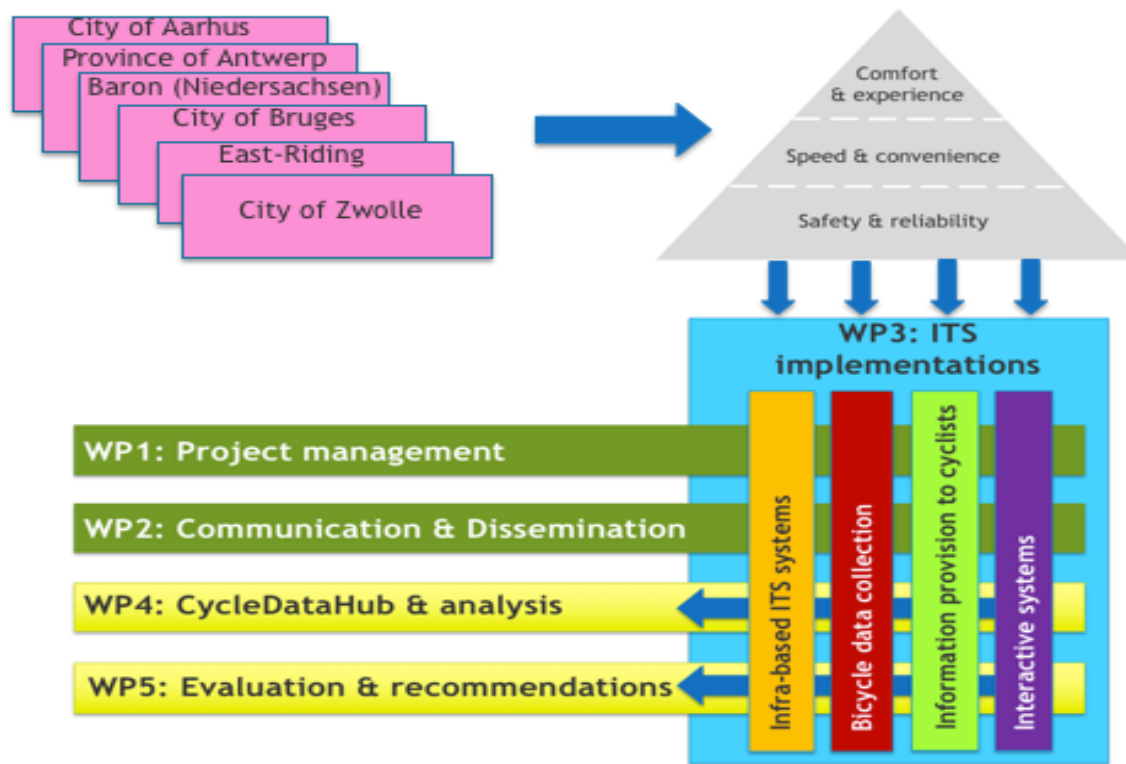 City of Aarhus
Province of Antwerp
Baron (Niedersachsen)
City of Bruges
East-Riding
City of Zwolle
Comfort
& experience
Speed & convenience
Safety & reliability
WP3: ITS
implementations
WP1: Project management
WP2: Communication & Dissemination
WP4: CycleDataHub & analysis
WP5: Evaluation & recommendations
Infra-based ITS systems
Bicycle data collection
Information provision to cyclists
Interactive systems